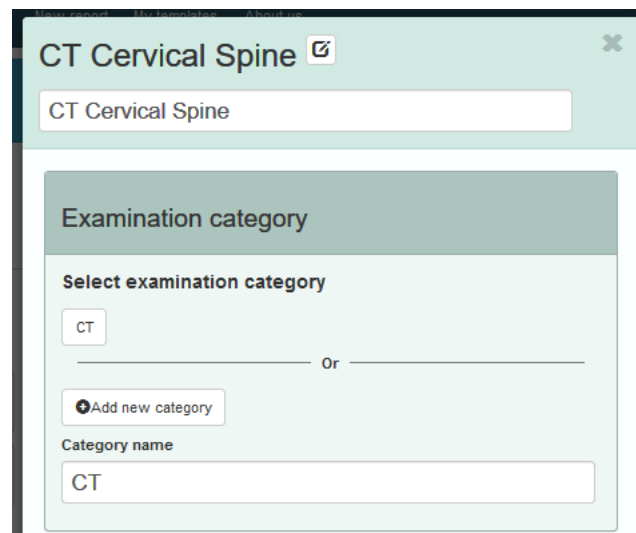 New report My templates About us
CT Cervical Spine
CT Cervical Spine
Examination category
Select examination category
CT
Or
Add new category
Category name
CT